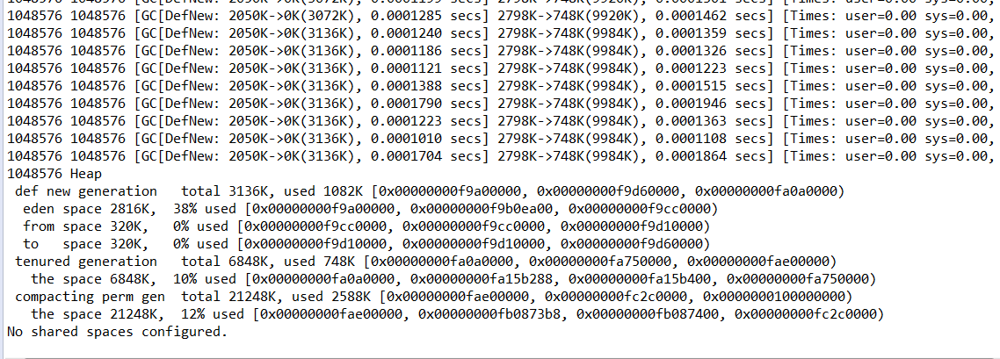 1048576 1048576 [GC[DefNew: 2050K->0K(3072K), 0.0001285 secs] 2798K->748K(9920K), 0.0001462 secs] [Times: user=0.00 sys=0.00,
1048576 1048576 [GC[DefNew: 2050K->0K(3136K), 0.0001240 secs] 2798K->748K(9984K), 0.0001359 secs] [Times: user=0.00 sys=0.00,
1048576 1048576 [GC[DefNew: 2050K->0K(3136K), 0.0001186 secs] 2798K->748K(9984K), 0.0001326 secs] [Times: user=0.00 sys=0.00,
1048576 1048576 [GC[DefNew: 2050K->0K(3136K), 0.0001121 secs] 2798K->748K(9984K), 0.0001223 secs] [Times: user=0.00 sys=0.00,
1048576 1048576 [GC[DefNew: 2050K->0K(3136K), 0.0001388 secs] 2798K->748K(9984K), 0.0001515 secs] [Times: user=0.00 sys=0.00,
1048576 1048576 [GC[DefNew: 2050K->0K(3136K), 0.0001790 secs] 2798K->748K(9984K), 0.0001946 secs] [Times: user=0.00 sys=0.00,
1048576 1048576 [GC[DefNew: 2050K->0K(3136K), 0.0001223 secs] 2798K->748K(9984K), 0.0001363 secs] [Times: user=0.00 sys=0.00,
1048576 1048576 [GC[DefNew: 2050K->0K(3136K), 0.0001010 secs] 2798K->748K(9984K), 0.0001108 secs] [Times: user=0.00 sys=0.00,
1048576 1048576 [GC[DefNew: 2050K->0K(3136K), 0.0001704 secs] 2798K->748K(9984K), 0.0001864 secs] [Times: user=0.00 sys=0.00,
1048576 Heap
 def new generation   total 3136K, used 1082K [0x00000000f9a00000, 0x00000000f9d60000, 0x00000000fa0a0000)
  eden space 2816K,  38% used [0x00000000f9a00000, 0x00000000f9b0ea00, 0x00000000f9cc0000)
  from space 320K,   0% used [0x00000000f9cc0000, 0x00000000f9cc0000, 0x00000000f9d10000)
  to   space 320K,   0% used [0x00000000f9d10000, 0x00000000f9d10000, 0x00000000f9d60000)
 tenured generation   total 6848K, used 748K [0x00000000fa0a0000, 0x00000000fa750000, 0x00000000fae00000)
   the space 6848K,  10% used [0x00000000fa0a0000, 0x00000000fa15b288, 0x00000000fa15b400, 0x00000000fa750000)
 compacting perm gen  total 21248K, used 2588K [0x00000000fae00000, 0x00000000fc2c0000, 0x0000000100000000)
   the space 21248K,  12% used [0x00000000fae00000, 0x00000000fb0873b8, 0x00000000fb087400, 0x00000000fc2c0000)
No shared spaces configured.